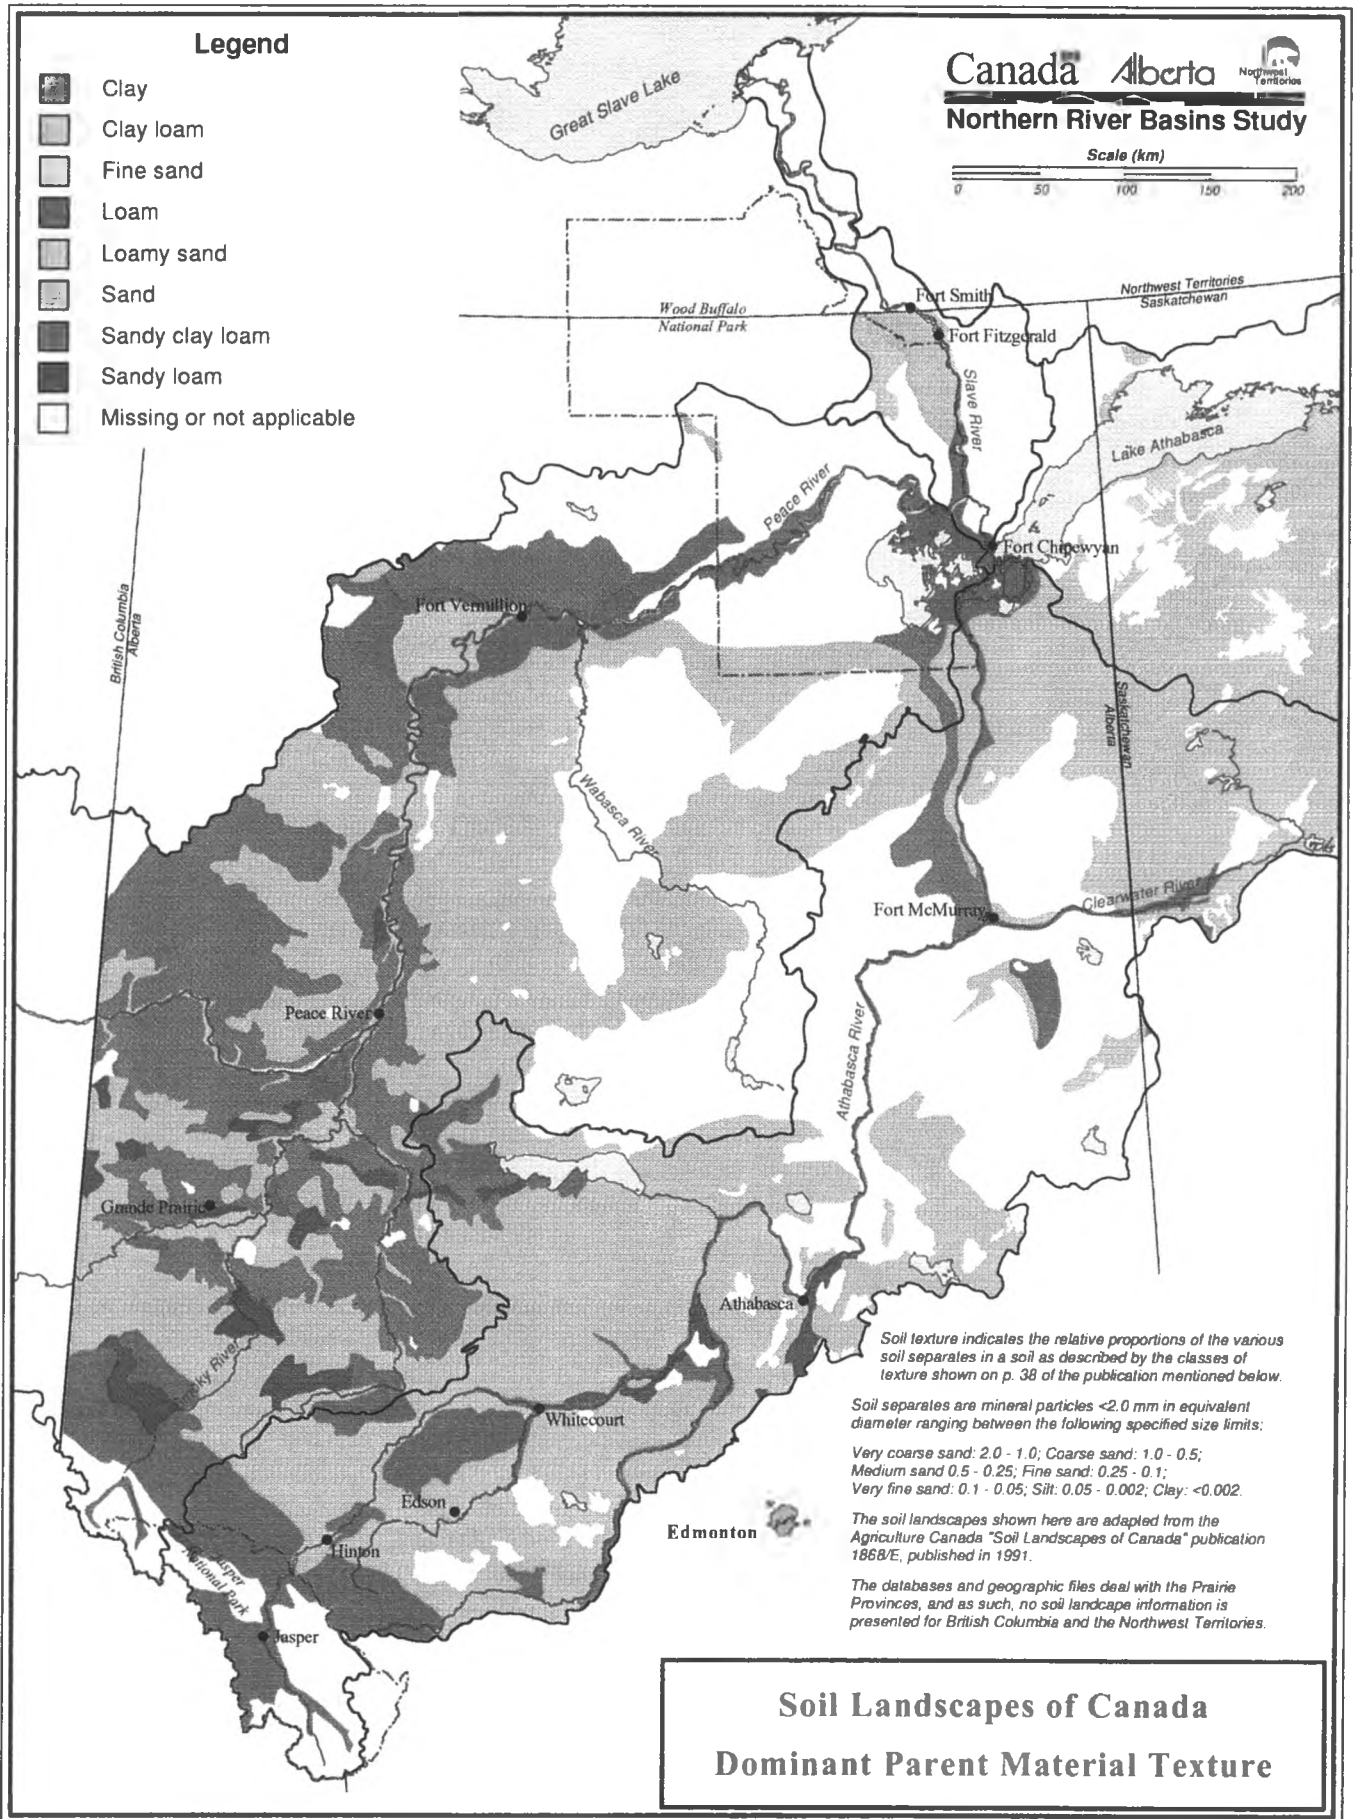 Legend
Clay
Clay loam
Fine sand
Loam
Loamy sand
Sand
Sandy clay loam
Sandy loam
Missing or not applicable
Canada
Alberta
Northwest
Territories
Northern River Basins Study
Scale (km)
0 50 100 150 200
Great Slave Lake
Northwest Territories
Saskatchewan
Fort Smith
Wood Buffalo
National Park
Fort Fitzgerald
Slave River
Lake Athabasca
Peace River
Fort Chipewyan
British Columbia
Alberta
Fort Vermillion
Saskatchewan
Alberta
Wabasca River
Clearwater River
Fort McMurray
Peace River
Athabasca River
Grande Prairie
Athabasca
Smoky River
Whitecourt
Edson
Edmonton
Hinton
Jasper
National Park
Jasper
Soil texture indicates the relative proportions of the various
soil separates in a soil as described by the classes of
texture shown on p. 38 of the publication mentioned below.
Soil separates are mineral particles <2.0 mm in equivalent
diameter ranging between the following specified size limits:
Very coarse sand: 2.0 - 1.0; Coarse sand: 1.0 - 0.5;
Medium sand 0.5 - 0.25; Fine sand: 0.25 - 0.1;
Very fine sand: 0.1 - 0.05; Silt: 0.05 - 0.002; Clay: <0.002.
The soil landscapes shown here are adapted from the
Agriculture Canada "Soil Landscapes of Canada" publication
1868/E, published in 1991.
The databases and geographic files deal with the Prairie
Provinces, and as such, no soil landcape information is
presented for British Columbia and the Northwest Territories.
Soil Landscapes of Canada
Dominant Parent Material Texture